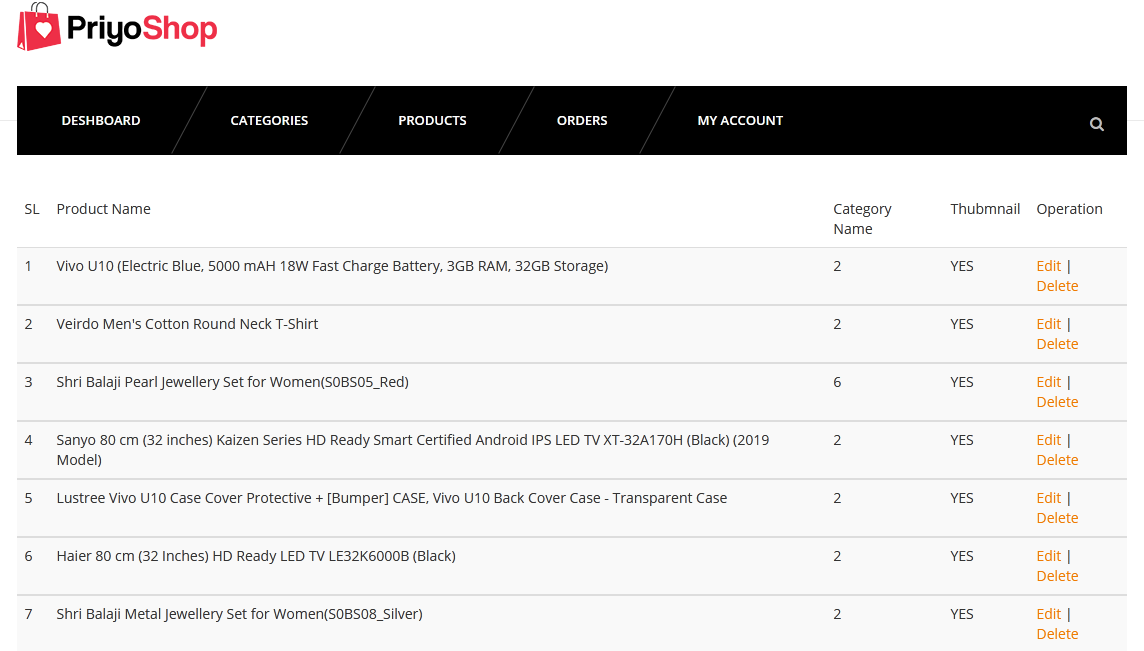 PriyoShop
DESHBOARD CATEGORIES PRODUCTS ORDERS MY ACCOUNT
SL Product Name Category Thubmnail Operation
Name
1 Vivo U10 (Electric Blue, 5000 mAH 18W Fast Charge Battery, 3GB RAM, 32GB Storage) 2 YES Edit |
Delete
2 Veirdo Men's Cotton Round Neck T-Shirt 2 YES Edit |
Delete
3 Shri Balaji Pearl Jewellery Set for Women(S0BS05_Red) 6 YES Edit |
Delete
4 Sanyo 80 cm (32 inches) Kaizen Series HD Ready Smart Certified Android IPS LED TV XT-32A170H (Black) (2019 2 YES Edit |
Model) Delete
5 Lustree Vivo U10 Case Cover Protective + [Bumper] CASE, Vivo U10 Back Cover Case - Transparent Case 2 YES Edit |
Delete
6 Haier 80 cm (32 Inches) HD Ready LED TV LE32K6000B (Black) 2 YES Edit |
Delete
7 Shri Balaji Metal Jewellery Set for Women(S0BS08_Silver) 2 YES Edit |
Delete